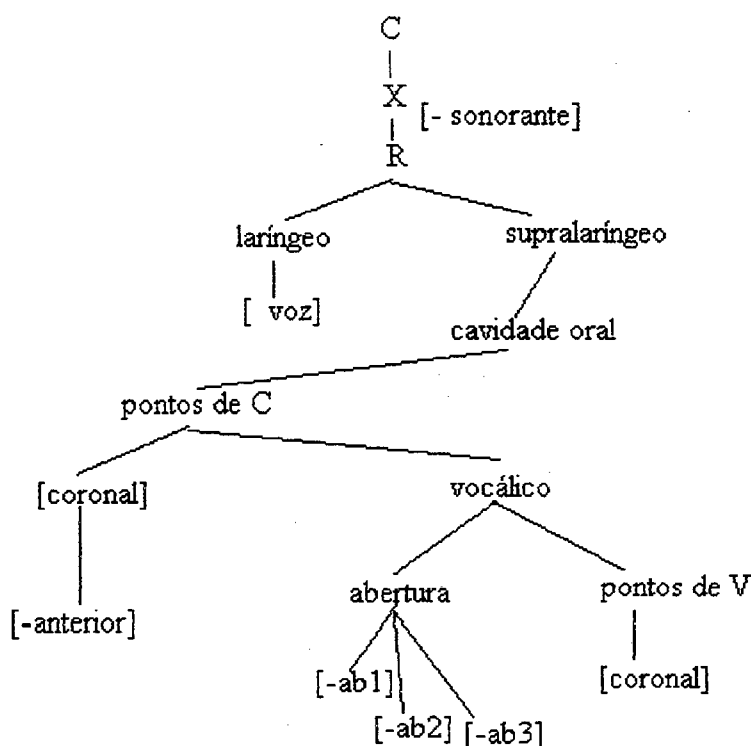 C
X
[- sonorante]
R
laríngeo
supralaríngeo
[ voz]
cavidade oral
pontos de C
[coronal]
vocálico
abertura
pontos de V
[-anterior]
[-ab1]
[coronal]
[-ab2]
[-ab3]